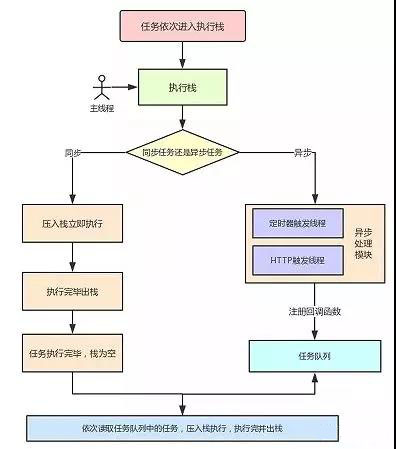 任务依次进入执行栈
执行栈
主线程
同步任务还是异步任务
同步
异步
压入栈立即执行
定时器触发线程
HTTP触发线程
异步
处理
模块
执行完毕出栈
注册回调函数
任务执行完毕，栈为空
任务队列
依次读取任务队列中的任务，压入栈执行，执行完并出栈